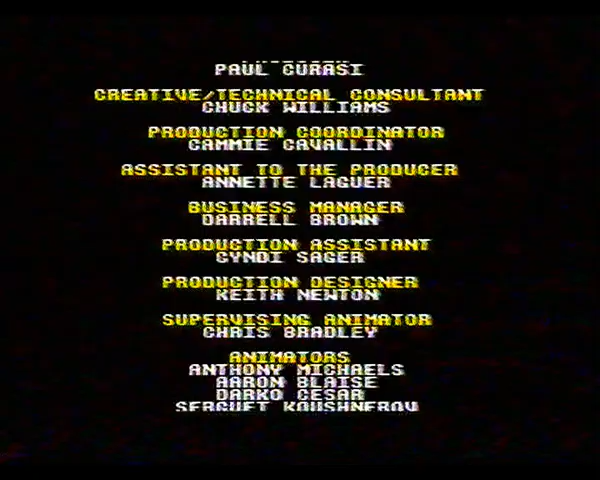 PAUL CURASI
CREATIVE/TECHNICAL CONSULTANT
CHUCK WILLIAMS
PRODUCTION COORDINATOR
CAMMIE CAVALLIN
ASSISTANT TO THE PRODUCER
ANNETTE LAGUER
BUSINESS MANAGER
DARRELL BROWN
PRODUCTION ASSISTANT
CYNDI SAGER
PRODUCTION DESIGNER
KEITH NEWTON
SUPERVISING ANIMATOR
CHRIS BRADLEY
ANIMATORS
ANTHONY MICHAELS
AARON BLAISE
DARKO CESAR